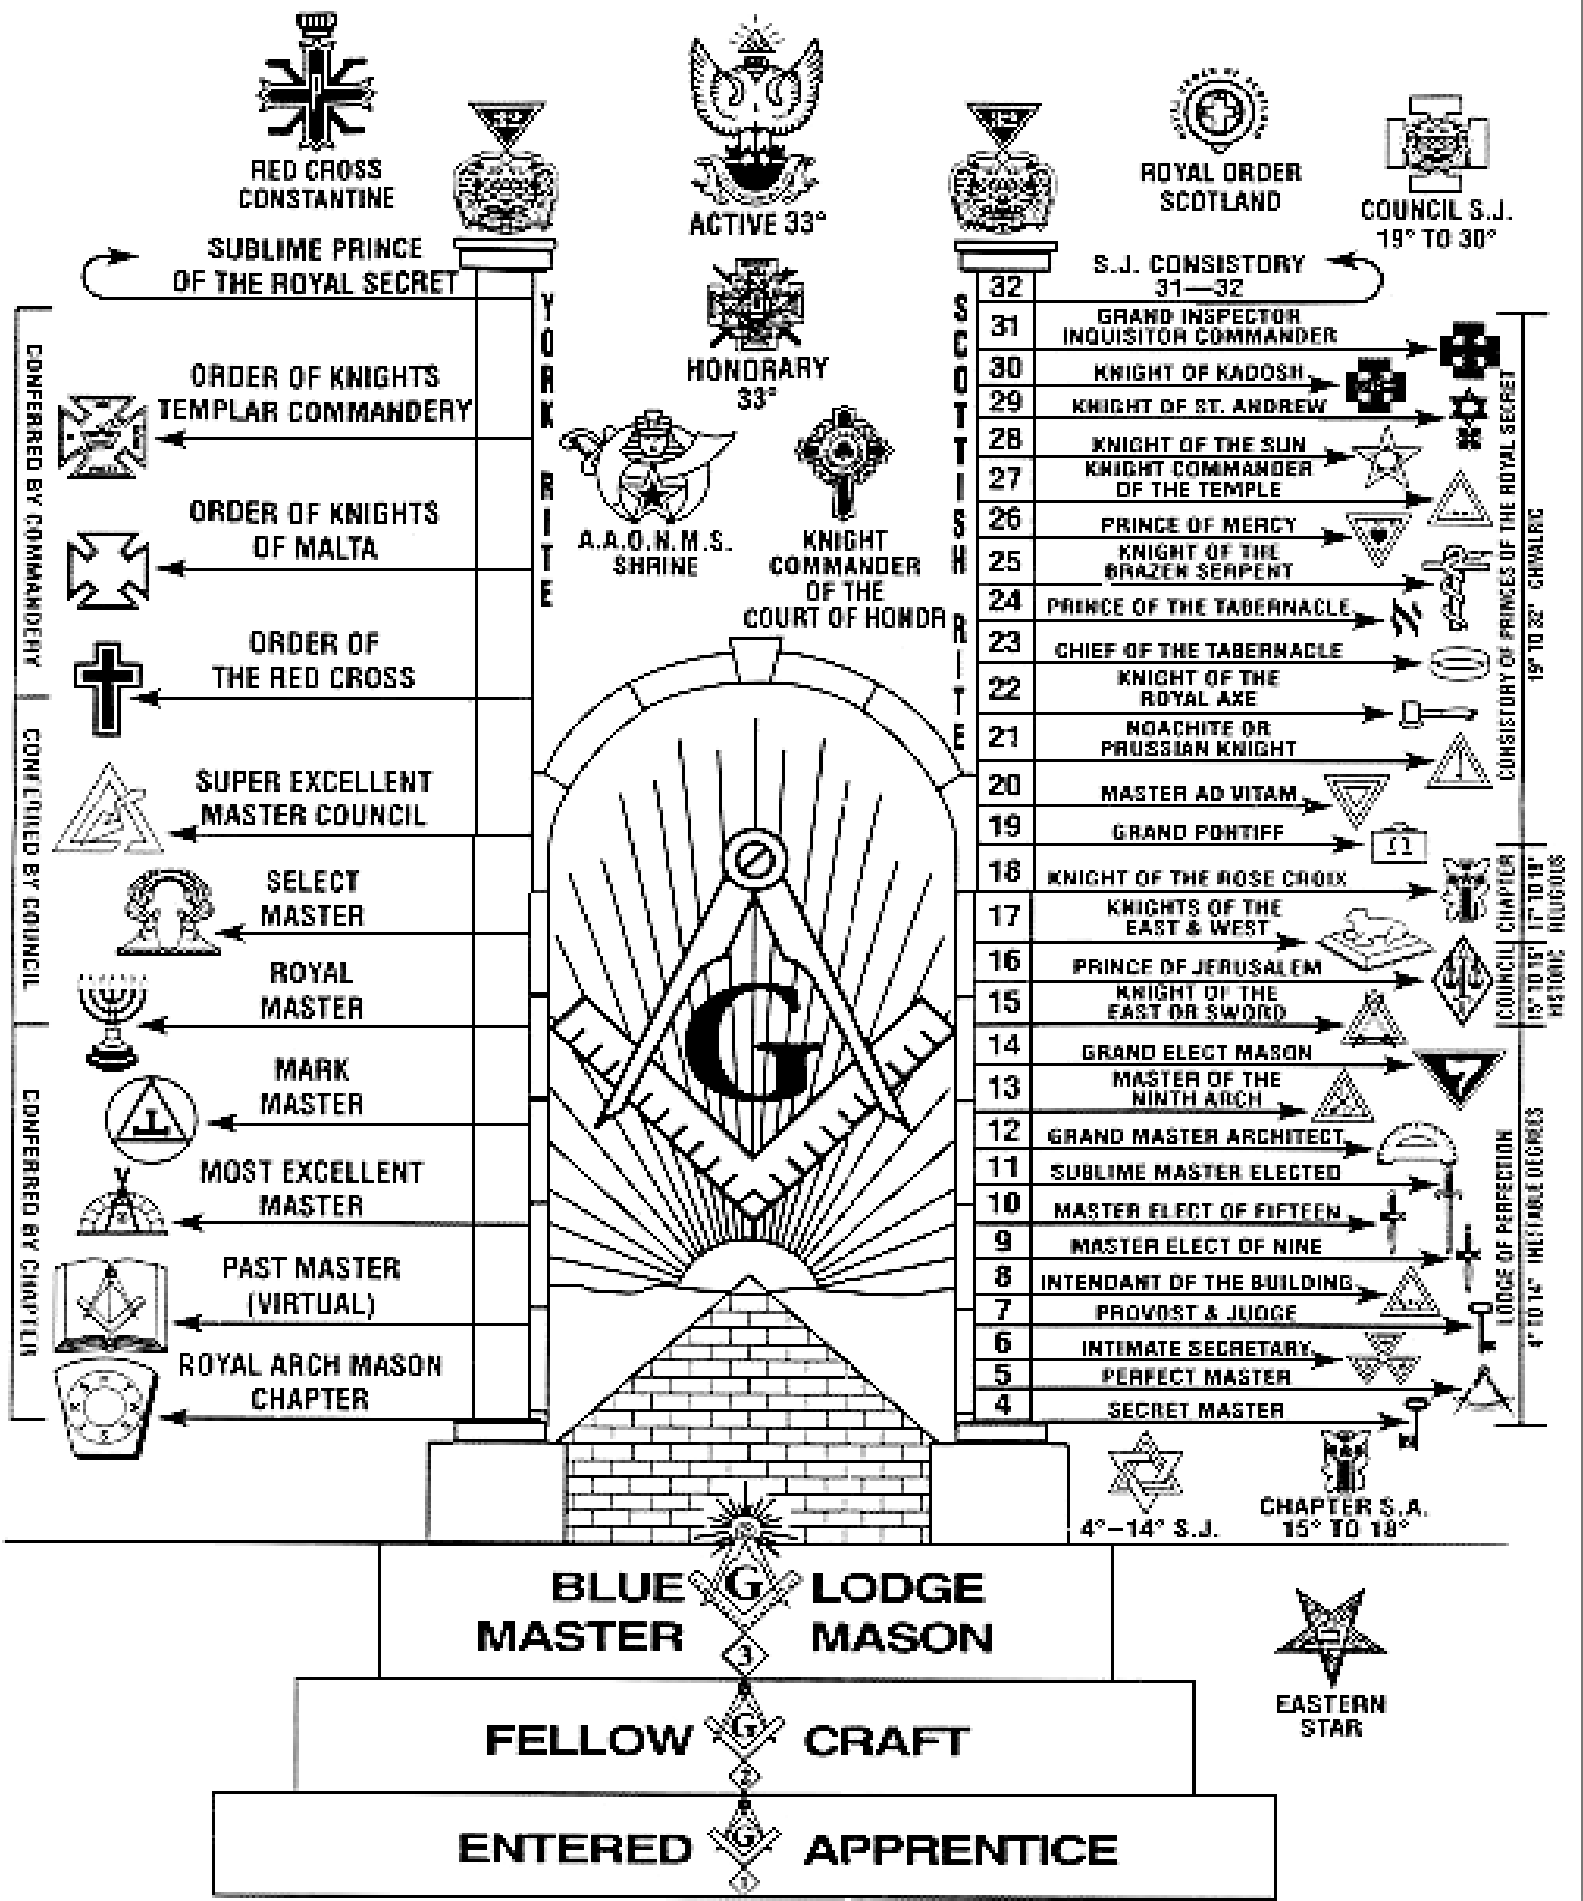 RED CROSS
CONSTANTINE
ACTIVE 33°
ROYAL ORDER
SCOTLAND
COUNCIL S.J.
19° TO 30°
SUBLIME PRINCE
OF THE ROYAL SECRET
HONORARY
33°
A.A.O.N.M.S.
SHRINE
KNIGHT
COMMANDER
OF THE
COURT OF HONOR
YORK RITE
SCOTTISH RITE
CONFERRED BY COMMANDERY
ORDER OF KNIGHTS
TEMPLAR COMMANDERY
ORDER OF KNIGHTS
OF MALTA
ORDER OF
THE RED CROSS
CONFERRED BY COUNCIL
SUPER EXCELLENT
MASTER COUNCIL
SELECT
MASTER
ROYAL
MASTER
CONFERRED BY CHAPTER
MARK
MASTER
MOST EXCELLENT
MASTER
PAST MASTER
(VIRTUAL)
ROYAL ARCH MASON
CHAPTER
G
32
S.J. CONSISTORY
31—32
31
GRAND INSPECTOR
INQUISITOR COMMANDER
30
KNIGHT OF KADOSH
29
KNIGHT OF ST. ANDREW
28
KNIGHT OF THE SUN
27
KNIGHT COMMANDER
OF THE TEMPLE
26
PRINCE OF MERCY
25
KNIGHT OF THE
BRAZEN SERPENT
24
PRINCE OF THE TABERNACLE
23
CHIEF OF THE TABERNACLE
22
KNIGHT OF THE
ROYAL AXE
21
NOACHITE OR
PRUSSIAN KNIGHT
20
MASTER AD VITAM
19
GRAND PONTIFF
18
KNIGHT OF THE ROSE CROIX
17
KNIGHTS OF THE
EAST & WEST
16
PRINCE OF JERUSALEM
15
KNIGHT OF THE
EAST OR SWORD
14
GRAND ELECT MASON
13
MASTER OF THE
NINTH ARCH
12
GRAND MASTER ARCHITECT
11
SUBLIME MASTER ELECTED
10
MASTER ELECT OF FIFTEEN
9
MASTER ELECT OF NINE
8
INTENDANT OF THE BUILDING
7
PROVOST & JUDGE
6
INTIMATE SECRETARY
5
PERFECT MASTER
4
SECRET MASTER
CONSISTORY OF PRINCES OF THE ROYAL SECRET
19° TO 32° CHIVALRIC
CHAPTER
17° TO 18°
COUNCIL
HISTORIC
LODGE OF PERFECTION
4° TO 14° INEFFABLE DEGREES
4°–14° S.J.
CHAPTER S.A.
15° TO 18°
BLUE G LODGE
MASTER 3 MASON
FELLOW G CRAFT
2
ENTERED G APPRENTICE
1
EASTERN
STAR